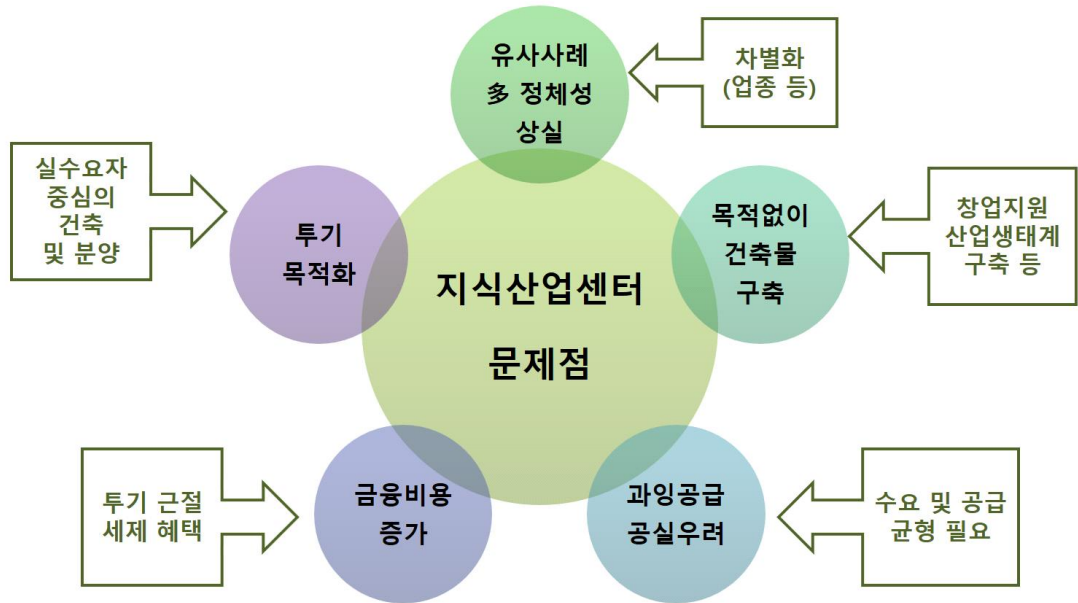 유사사례
多 정체성
상실
차별화
(업종 등)
실수요자
중심의
건축
및 분양
투기
목적화
목적없이
건축물
구축
창업지원
산업생태계
구축 등
지식산업센터
문제점
투기 근절
세제 혜택
금융비용
증가
과잉공급
공실우려
수요 및 공급
균형 필요